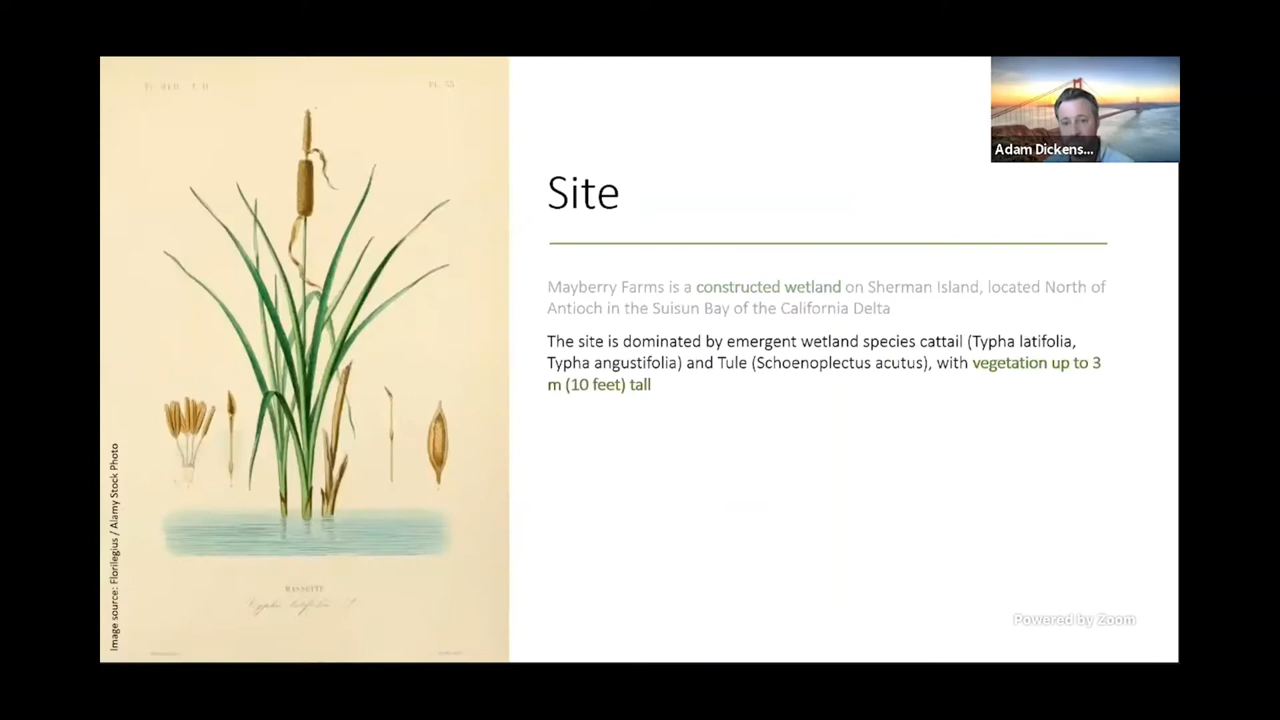 Adam Dickens...
Site
Mayberry Farms is a constructed wetland on Sherman Island, located North of
Antioch in the Suisun Bay of the California Delta
The site is dominated by emergent wetland species cattail (Typha latifolia,
Typha angustifolia) and Tule (Schoenoplectus acutus), with vegetation up to 3
m (10 feet) tall
Image source: Florilegius / Alamy Stock Photo
MASSETTE
Powered by Zoom